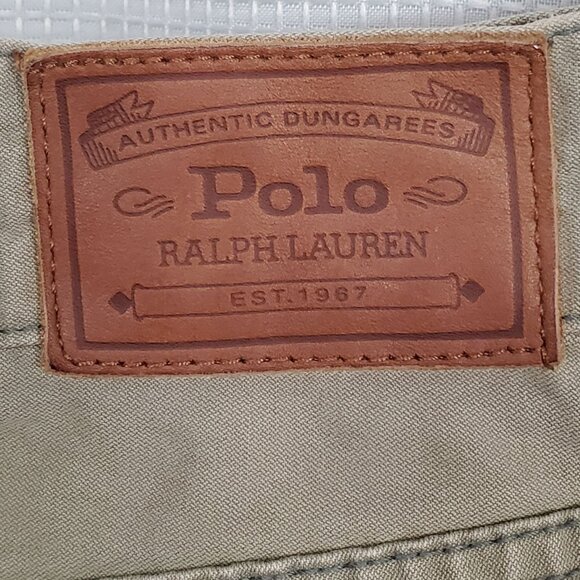 AUTHENTIC DUNGAREES
Polo
RALPH LAUREN
EST. 1967